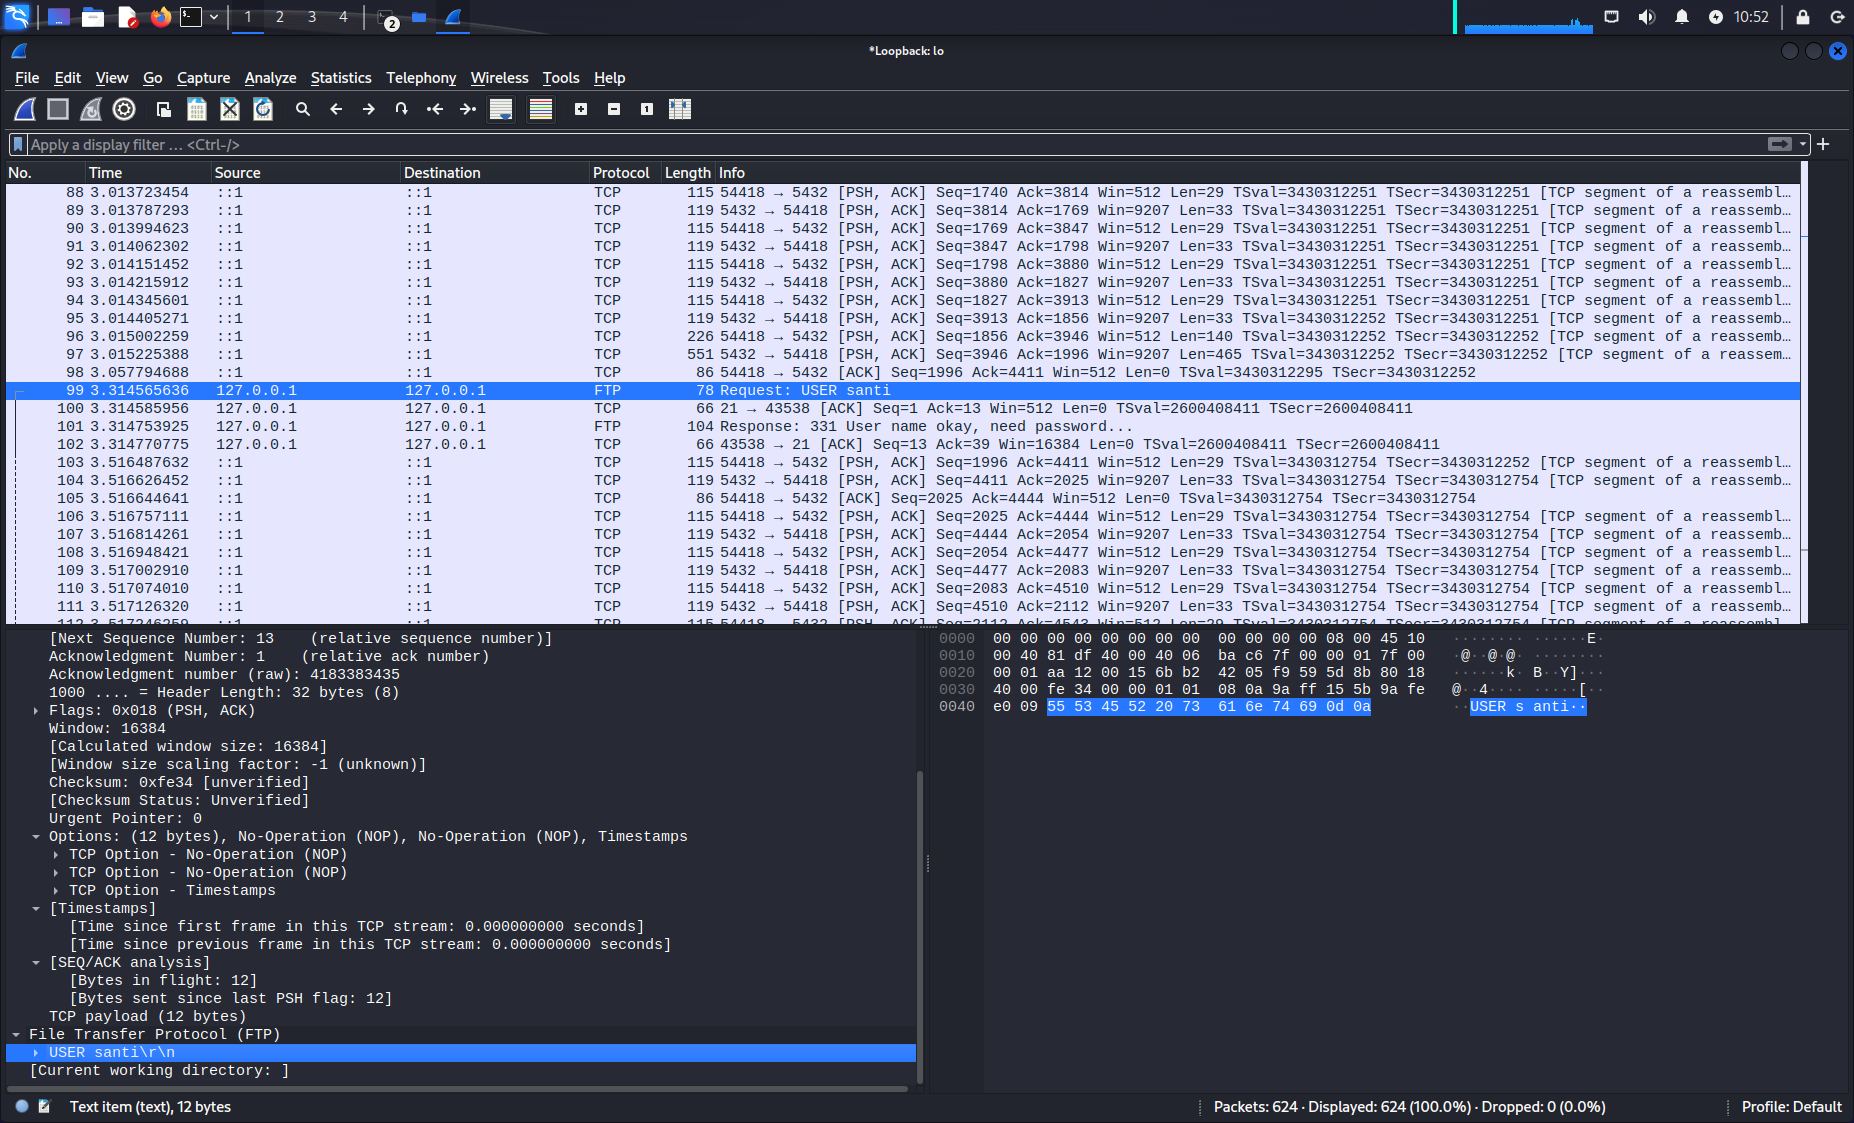 1 2 3 4 2 10:52
*Loopback: lo
File Edit View Go Capture Analyze Statistics Telephony Wireless Tools Help
Apply a display filter … <Ctrl-/>
No. Time Source Destination Protocol Length Info
88 3.013723454 ::1 ::1 TCP 115 54418 → 5432 [PSH, ACK] Seq=1740 Ack=3814 Win=512 Len=29 TSval=3430312251 TSecr=3430312251 [TCP segment of a reassembl…
89 3.013787293 ::1 ::1 TCP 119 5432 → 54418 [PSH, ACK] Seq=3814 Ack=1769 Win=9207 Len=33 TSval=3430312251 TSecr=3430312251 [TCP segment of a reassemb…
90 3.013994623 ::1 ::1 TCP 115 54418 → 5432 [PSH, ACK] Seq=1769 Ack=3847 Win=512 Len=29 TSval=3430312251 TSecr=3430312251 [TCP segment of a reassembl…
91 3.014062302 ::1 ::1 TCP 119 5432 → 54418 [PSH, ACK] Seq=3847 Ack=1798 Win=9207 Len=33 TSval=3430312251 TSecr=3430312251 [TCP segment of a reassemb…
92 3.014151452 ::1 ::1 TCP 115 54418 → 5432 [PSH, ACK] Seq=1798 Ack=3880 Win=512 Len=29 TSval=3430312251 TSecr=3430312251 [TCP segment of a reassembl…
93 3.014215912 ::1 ::1 TCP 119 5432 → 54418 [PSH, ACK] Seq=3880 Ack=1827 Win=9207 Len=33 TSval=3430312251 TSecr=3430312251 [TCP segment of a reassemb…
94 3.014345601 ::1 ::1 TCP 115 54418 → 5432 [PSH, ACK] Seq=1827 Ack=3913 Win=512 Len=29 TSval=3430312251 TSecr=3430312251 [TCP segment of a reassembl…
95 3.014405271 ::1 ::1 TCP 119 5432 → 54418 [PSH, ACK] Seq=3913 Ack=1856 Win=9207 Len=33 TSval=3430312252 TSecr=3430312251 [TCP segment of a reassemb…
96 3.015002259 ::1 ::1 TCP 226 54418 → 5432 [PSH, ACK] Seq=1856 Ack=3946 Win=512 Len=140 TSval=3430312252 TSecr=3430312252 [TCP segment of a reassemb…
97 3.015225388 ::1 ::1 TCP 551 5432 → 54418 [PSH, ACK] Seq=3946 Ack=1996 Win=9207 Len=465 TSval=3430312252 TSecr=3430312252 [TCP segment of a reassem…
98 3.057794688 ::1 ::1 TCP 86 54418 → 5432 [ACK] Seq=1996 Ack=4411 Win=512 Len=0 TSval=3430312295 TSecr=3430312252
99 3.314565636 127.0.0.1 127.0.0.1 FTP 78 Request: USER santi
100 3.314585956 127.0.0.1 127.0.0.1 TCP 66 21 → 43538 [ACK] Seq=1 Ack=13 Win=512 Len=0 TSval=2600408411 TSecr=2600408411
101 3.314753925 127.0.0.1 127.0.0.1 FTP 104 Response: 331 User name okay, need password...
102 3.314770775 127.0.0.1 127.0.0.1 TCP 66 43538 → 21 [ACK] Seq=13 Ack=39 Win=16384 Len=0 TSval=2600408411 TSecr=2600408411
103 3.516487632 ::1 ::1 TCP 115 54418 → 5432 [PSH, ACK] Seq=1996 Ack=4411 Win=512 Len=29 TSval=3430312754 TSecr=3430312252 [TCP segment of a reassembl…
104 3.516626452 ::1 ::1 TCP 119 5432 → 54418 [PSH, ACK] Seq=4411 Ack=2025 Win=9207 Len=33 TSval=3430312754 TSecr=3430312754 [TCP segment of a reassemb…
105 3.516644641 ::1 ::1 TCP 86 54418 → 5432 [ACK] Seq=2025 Ack=4444 Win=512 Len=0 TSval=3430312754 TSecr=3430312754
106 3.516757111 ::1 ::1 TCP 115 54418 → 5432 [PSH, ACK] Seq=2025 Ack=4444 Win=512 Len=29 TSval=3430312754 TSecr=3430312754 [TCP segment of a reassembl…
107 3.516814261 ::1 ::1 TCP 119 5432 → 54418 [PSH, ACK] Seq=4444 Ack=2054 Win=9207 Len=33 TSval=3430312754 TSecr=3430312754 [TCP segment of a reassemb…
108 3.516948421 ::1 ::1 TCP 115 54418 → 5432 [PSH, ACK] Seq=2054 Ack=4477 Win=512 Len=29 TSval=3430312754 TSecr=3430312754 [TCP segment of a reassembl…
109 3.517002910 ::1 ::1 TCP 119 5432 → 54418 [PSH, ACK] Seq=4477 Ack=2083 Win=9207 Len=33 TSval=3430312754 TSecr=3430312754 [TCP segment of a reassemb…
110 3.517074010 ::1 ::1 TCP 115 54418 → 5432 [PSH, ACK] Seq=2083 Ack=4510 Win=512 Len=29 TSval=3430312754 TSecr=3430312754 [TCP segment of a reassembl…
111 3.517126320 ::1 ::1 TCP 119 5432 → 54418 [PSH, ACK] Seq=4510 Ack=2112 Win=9207 Len=33 TSval=3430312754 TSecr=3430312754 [TCP segment of a reassemb…
[Next Sequence Number: 13 (relative sequence number)]
Acknowledgment Number: 1 (relative ack number)
Acknowledgment number (raw): 4183383435
1000 .... = Header Length: 32 bytes (8)
Flags: 0x018 (PSH, ACK)
Window: 16384
[Calculated window size: 16384]
[Window size scaling factor: -1 (unknown)]
Checksum: 0xfe34 [unverified]
[Checksum Status: Unverified]
Urgent Pointer: 0
Options: (12 bytes), No-Operation (NOP), No-Operation (NOP), Timestamps
TCP Option - No-Operation (NOP)
TCP Option - No-Operation (NOP)
TCP Option - Timestamps
[Timestamps]
[Time since first frame in this TCP stream: 0.000000000 seconds]
[Time since previous frame in this TCP stream: 0.000000000 seconds]
[SEQ/ACK analysis]
[Bytes in flight: 12]
[Bytes sent since last PSH flag: 12]
TCP payload (12 bytes)
File Transfer Protocol (FTP)
USER santi\r\n
[Current working directory: ]
0000 00 00 00 00 00 00 00 00 00 00 00 00 08 00 45 10 ········ ······E·
0010 00 40 81 df 40 00 40 06 ba c6 7f 00 00 01 7f 00 ·@··@·@· ········
0020 00 01 aa 12 00 15 6b b2 42 05 f9 59 5d 8b 80 18 ······k· B··Y]···
0030 40 00 fe 34 00 00 01 01 08 0a 9a ff 15 5b 9a fe @··4···· ·····[··
0040 e0 09 55 53 45 52 20 73 61 6e 74 69 0d 0a ··USER s anti··
Text item (text), 12 bytes
Packets: 624 · Displayed: 624 (100.0%) · Dropped: 0 (0.0%)
Profile: Default